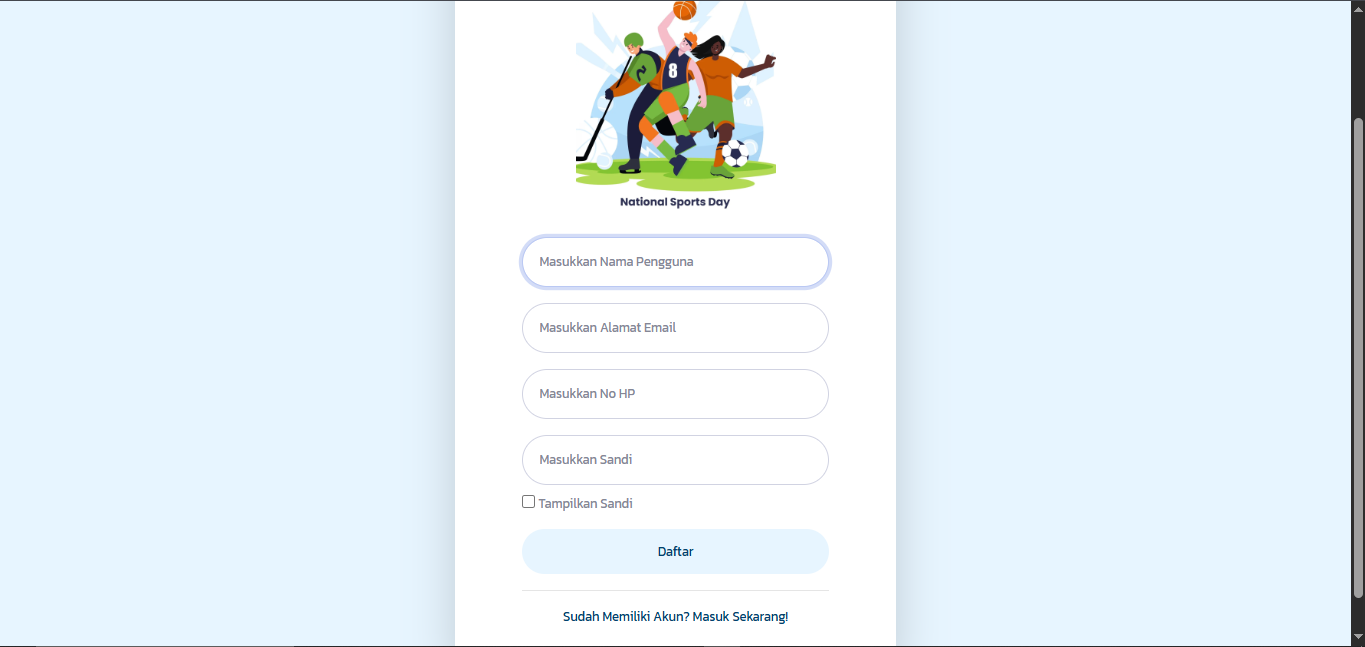 8
National Sports Day
Masukkan Nama Pengguna
Masukkan Alamat Email
Masukkan No HP
Masukkan Sandi
Tampilkan Sandi
Daftar
Sudah Memiliki Akun? Masuk Sekarang!